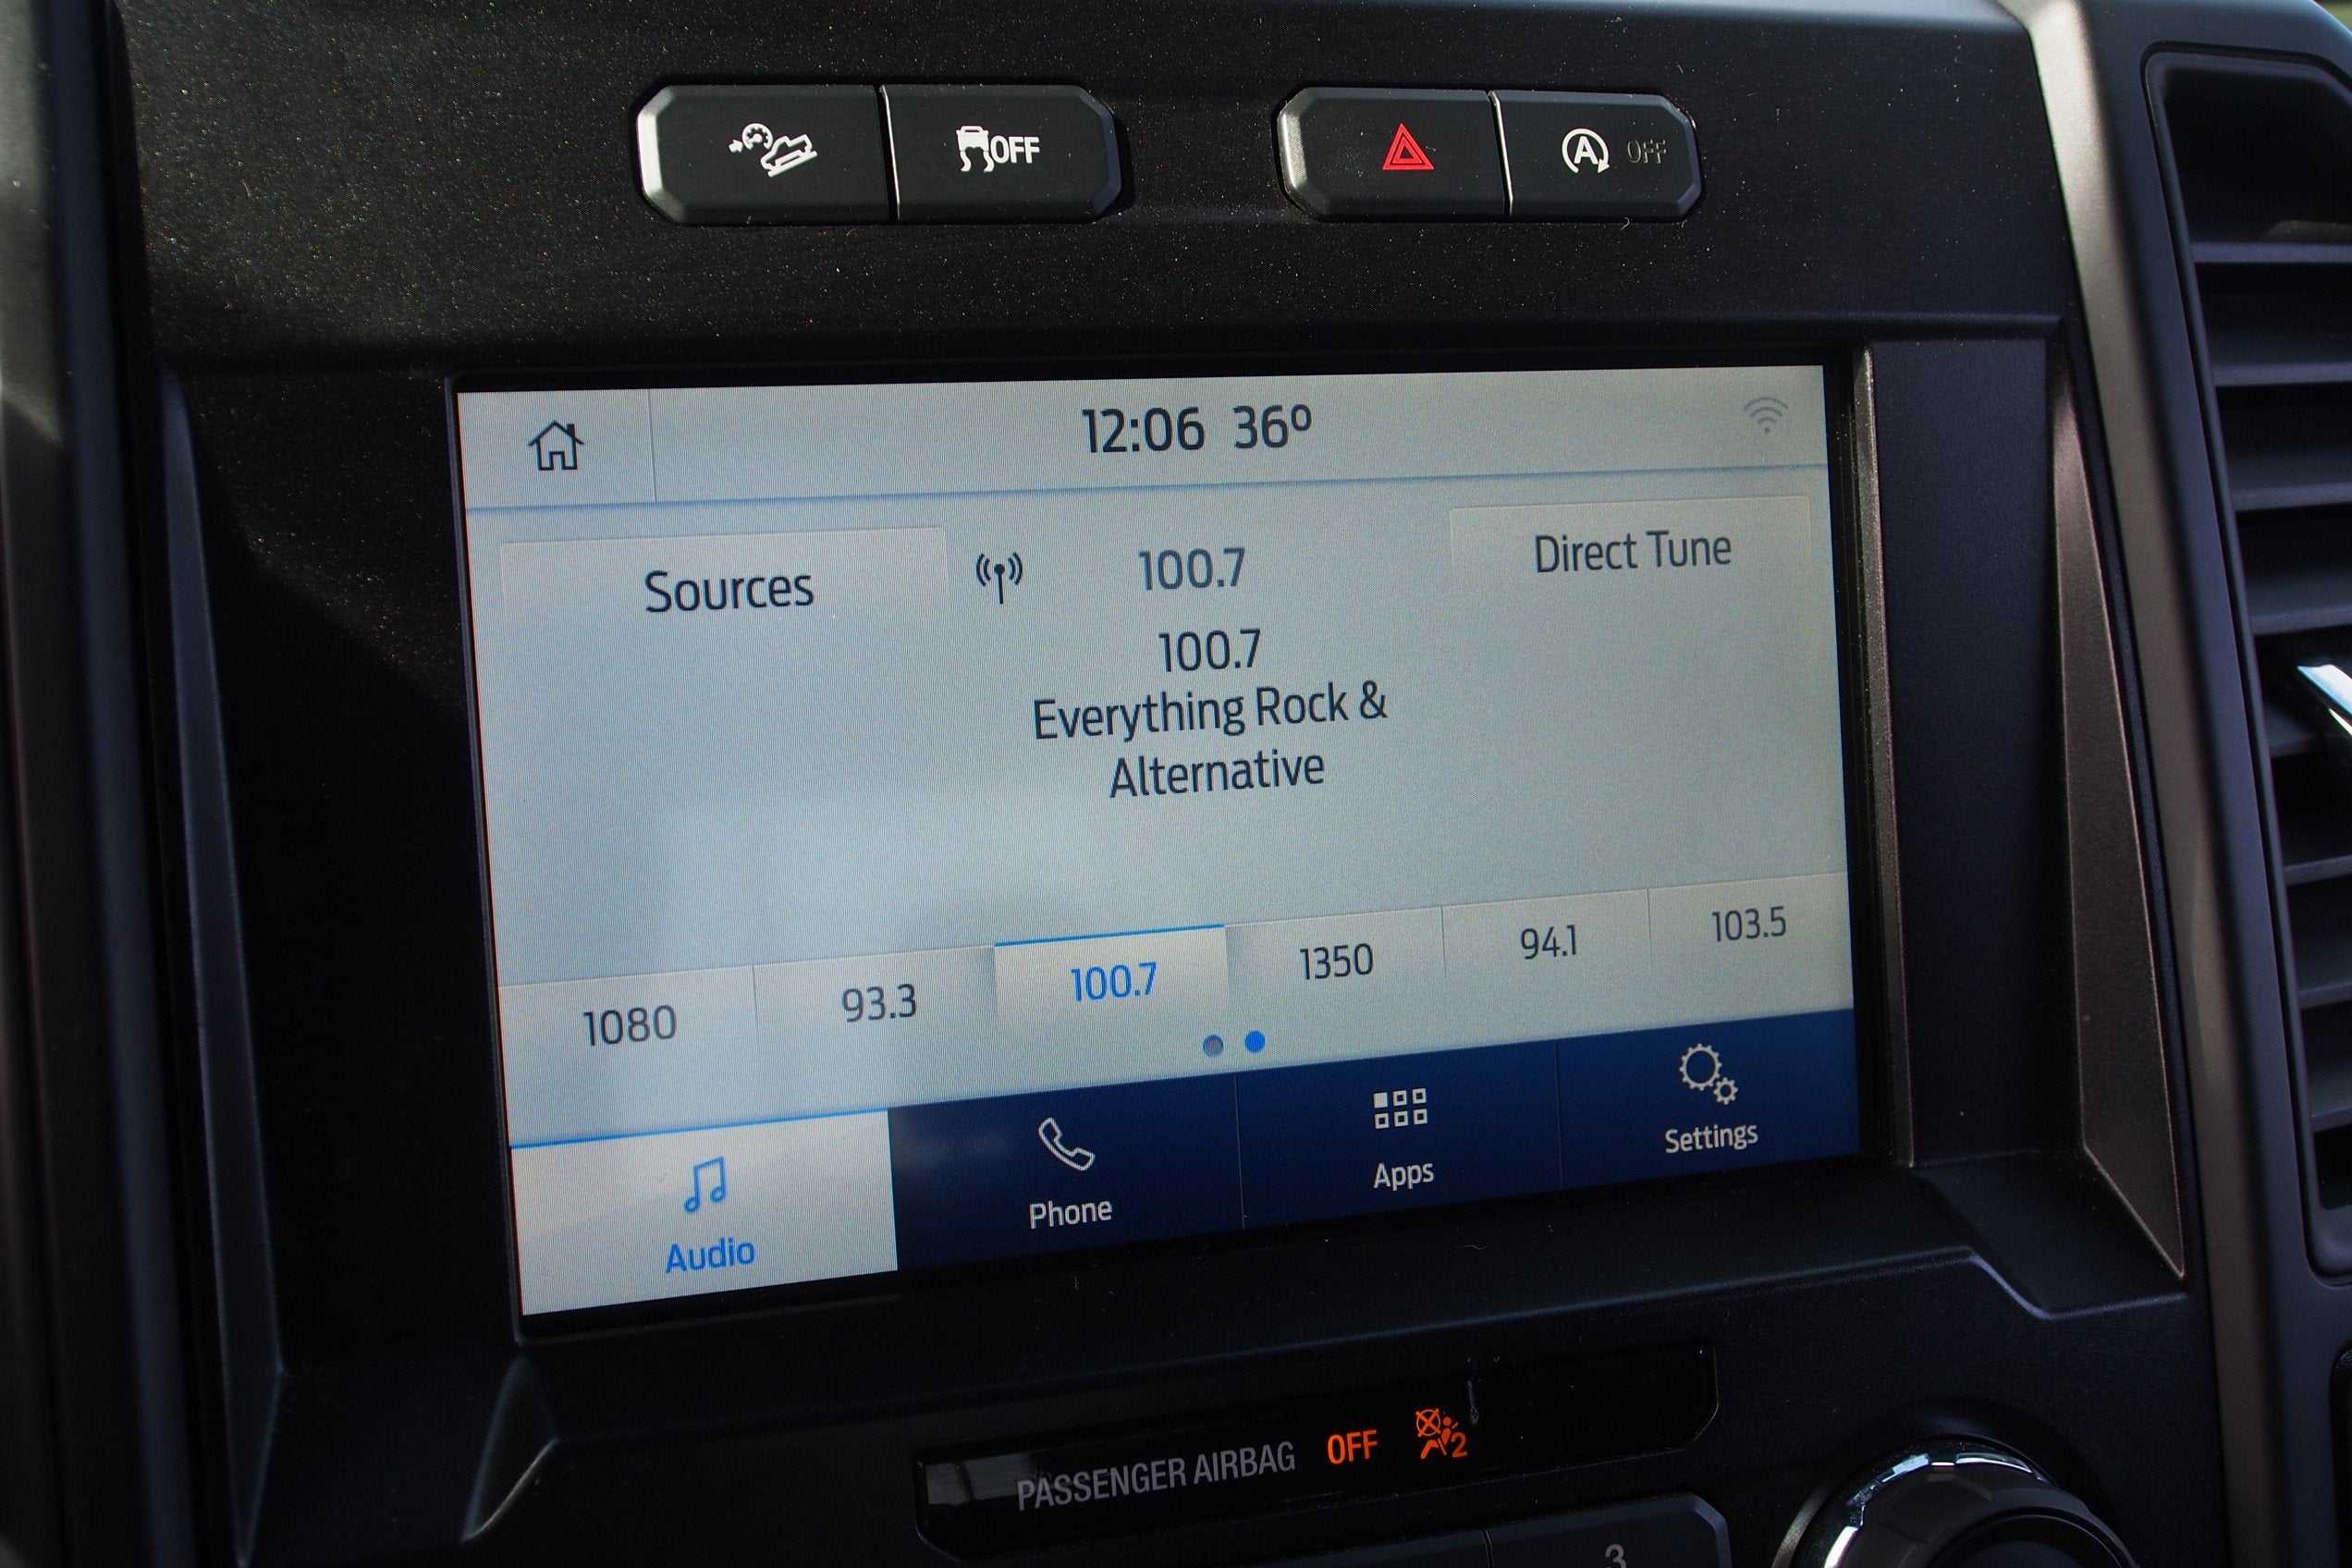 OFF
A OFF
12:06 36º
Sources
100.7
Direct Tune
100.7
Everything Rock &
Alternative
1080 93.3 100.7 1350 94.1 103.5
Audio
Phone
Apps
Settings
PASSENGER AIRBAG OFF 2
3